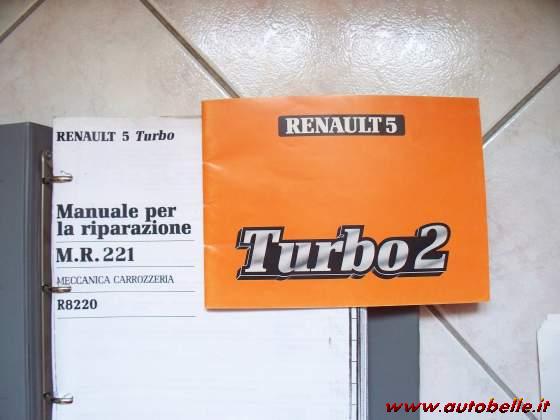 RENAULT 5 Turbo
Manuale per
la riparazione
M.R. 221
MECCANICA CARROZZERIA
R8220
RENAULT 5
Turbo2
www.autobelle.it